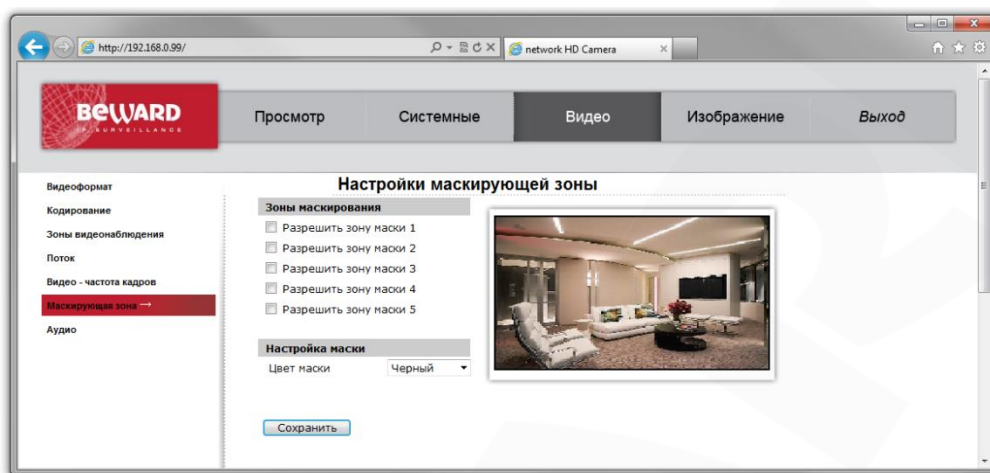 http://192.168.0.99/
network HD Camera
BEWARD
IP SURVEILLANCE
Просмотр
Системные
Видео
Изображение
Выход
Видеоформат
Кодирование
Зоны видеонаблюдения
Поток
Видео - частота кадров
Маскирующая зона →
Аудио
Настройки маскирующей зоны
Зоны маскирования
Разрешить зону маски 1
Разрешить зону маски 2
Разрешить зону маски 3
Разрешить зону маски 4
Разрешить зону маски 5
Настройка маски
Цвет маски Черный
Сохранить